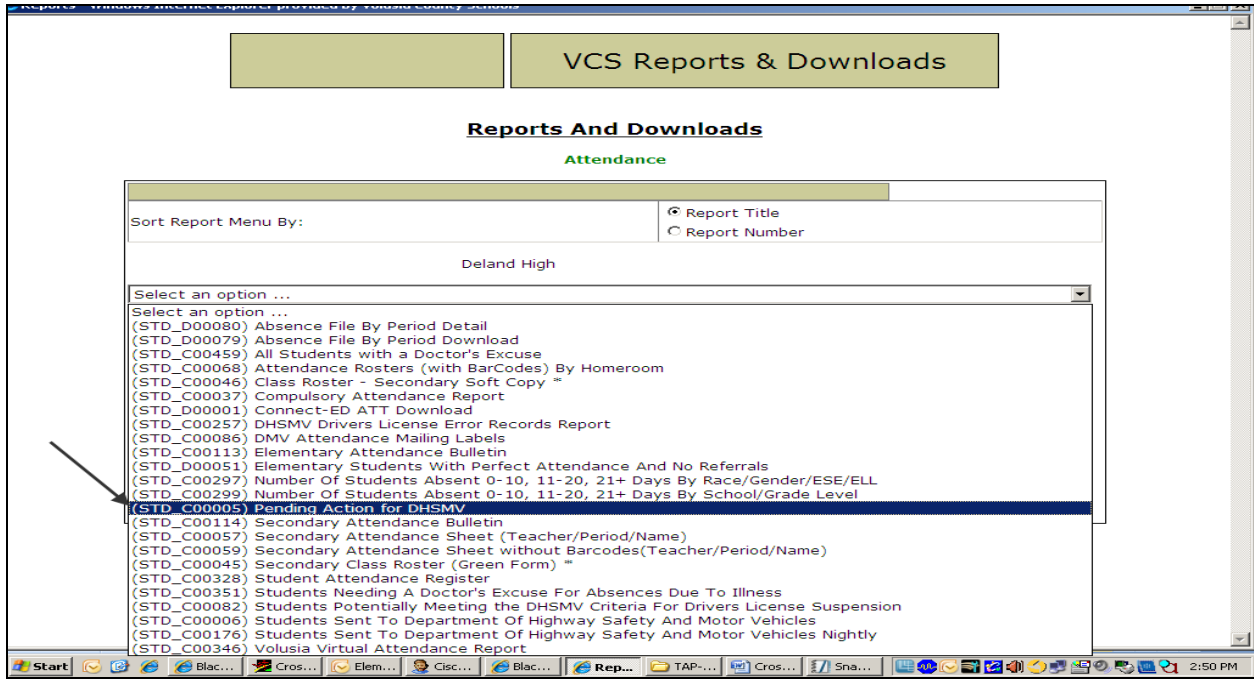 Reports - Windows Internet Explorer provided by Volusia County Schools
VCS Reports & Downloads
Reports And Downloads
Attendance
Sort Report Menu By:
Report Title
Report Number
Deland High
Select an option ...
Select an option ...
(STD_D00080) Absence File By Period Detail
(STD_D00079) Absence File By Period Download
(STD_C00459) All Students with a Doctor's Excuse
(STD_C00068) Attendance Rosters (with BarCodes) By Homeroom
(STD_C00046) Class Roster - Secondary Soft Copy *
(STD_C00037) Compulsory Attendance Report
(STD_D00001) Connect-ED ATT Download
(STD_C00257) DHSMV Drivers License Error Records Report
(STD_C00086) DMV Attendance Mailing Labels
(STD_C00113) Elementary Attendance Bulletin
(STD_D00051) Elementary Students With Perfect Attendance And No Referrals
(STD_C00297) Number Of Students Absent 0-10, 11-20, 21+ Days By Race/Gender/ESE/ELL
(STD_C00299) Number Of Students Absent 0-10, 11-20, 21+ Days By School/Grade Level
(STD_C00005) Pending Action for DHSMV
(STD_C00114) Secondary Attendance Bulletin
(STD_C00057) Secondary Attendance Sheet (Teacher/Period/Name)
(STD_C00059) Secondary Attendance Sheet without Barcodes(Teacher/Period/Name)
(STD_C00045) Secondary Class Roster (Green Form) *
(STD_C00328) Student Attendance Register
(STD_C00351) Students Needing A Doctor's Excuse For Absences Due To Illness
(STD_C00082) Students Potentially Meeting the DHSMV Criteria For Drivers License Suspension
(STD_C00006) Students Sent To Department Of Highway Safety And Motor Vehicles
(STD_C00176) Students Sent To Department Of Highway Safety And Motor Vehicles Nightly
(STD_C00346) Volusia Virtual Attendance Report
Start Blac... Cros... Elem... Cisc... Blac... Rep... TAP-... Cros... Sna... 2:50 PM